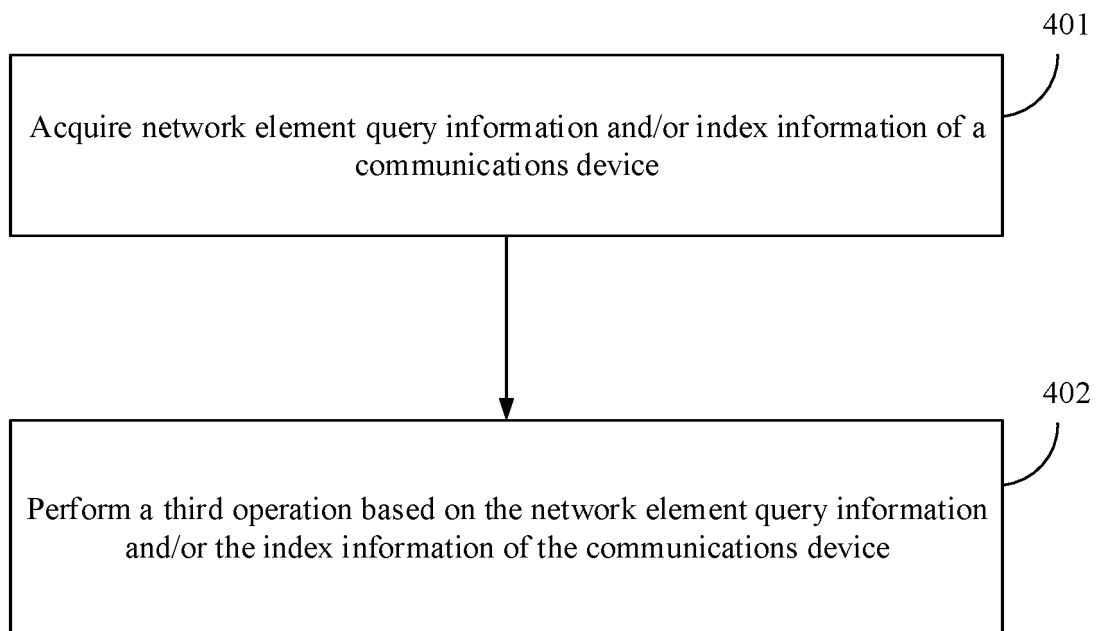 401
Acquire network element query information and/or index information of a
communications device
402
Perform a third operation based on the network element query information
and/or the index information of the communications device